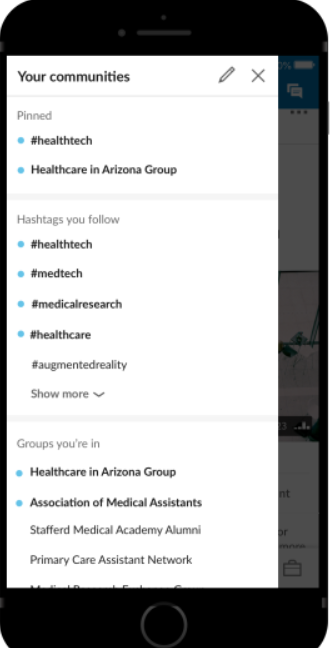 Your communities
Pinned
#healthtech
Healthcare in Arizona Group
Hashtags you follow
#healthtech
#medtech
#medicalresearch
#healthcare
#augmentedreality
Show more
Groups you're in
Healthcare in Arizona Group
Association of Medical Assistants
Stafferd Medical Academy Alumni
Primary Care Assistant Network